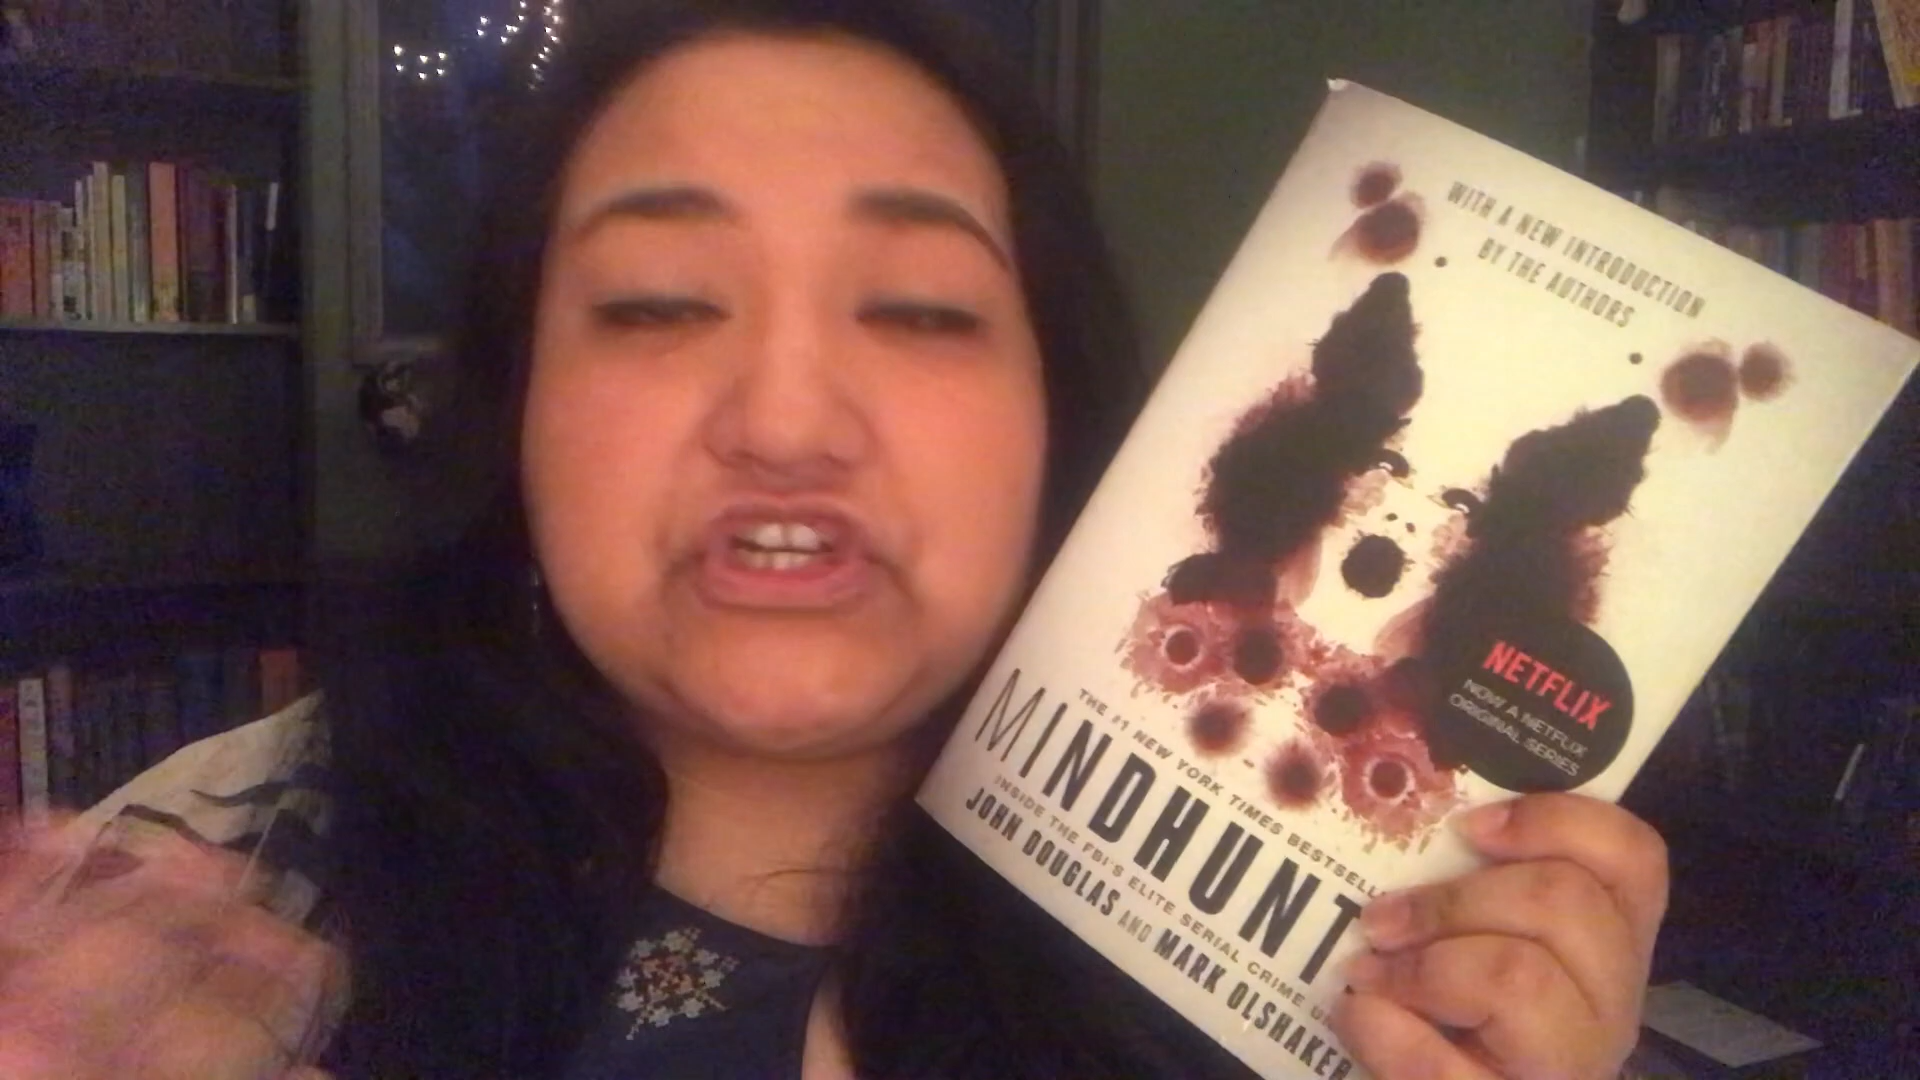 WITH A NEW INTRODUCTION
BY THE AUTHORS
NETFLIX
NOW A NETFLIX
ORIGINAL SERIES
THE #1 NEW YORK TIMES
MINDHUNT
INSIDE THE FBI'S ELITE SERIAL CRIME
JOHN DOUGLAS AND MARK OLSHAKER